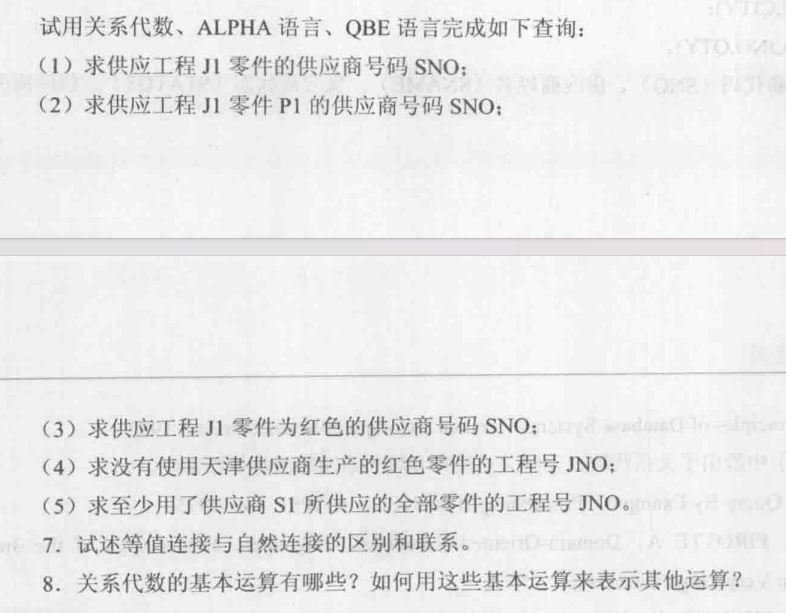 试用关系代数、ALPHA 语言、QBE 语言完成如下查询:
(1) 求供应工程 J1 零件的供应商号码 SNO;
(2) 求供应工程 J1 零件 P1 的供应商号码 SNO;
(3) 求供应工程 J1 零件为红色的供应商号码 SNO;
(4) 求没有使用天津供应商生产的红色零件的工程号 JNO;
(5) 求至少用了供应商 S1 所供应的全部零件的工程号 JNO。
7. 试述等值连接与自然连接的区别和联系。
8. 关系代数的基本运算有哪些? 如何用这些基本运算来表示其他运算?